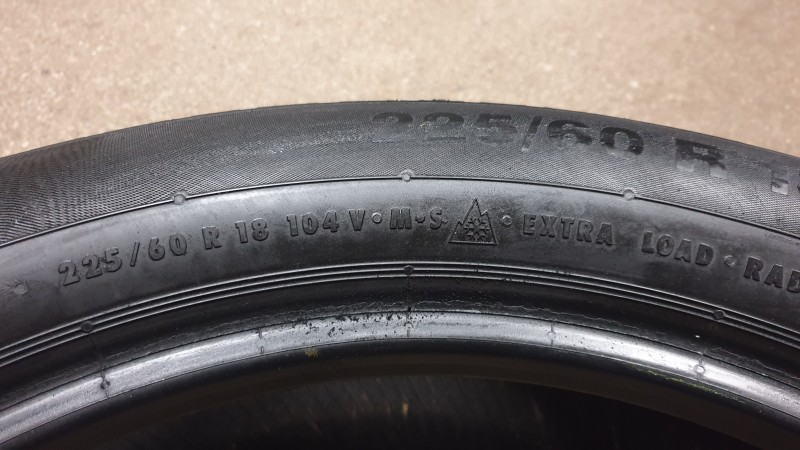 225/60 R
225/60 R 18 104 V • M•S • EXTRA LOAD • RAD